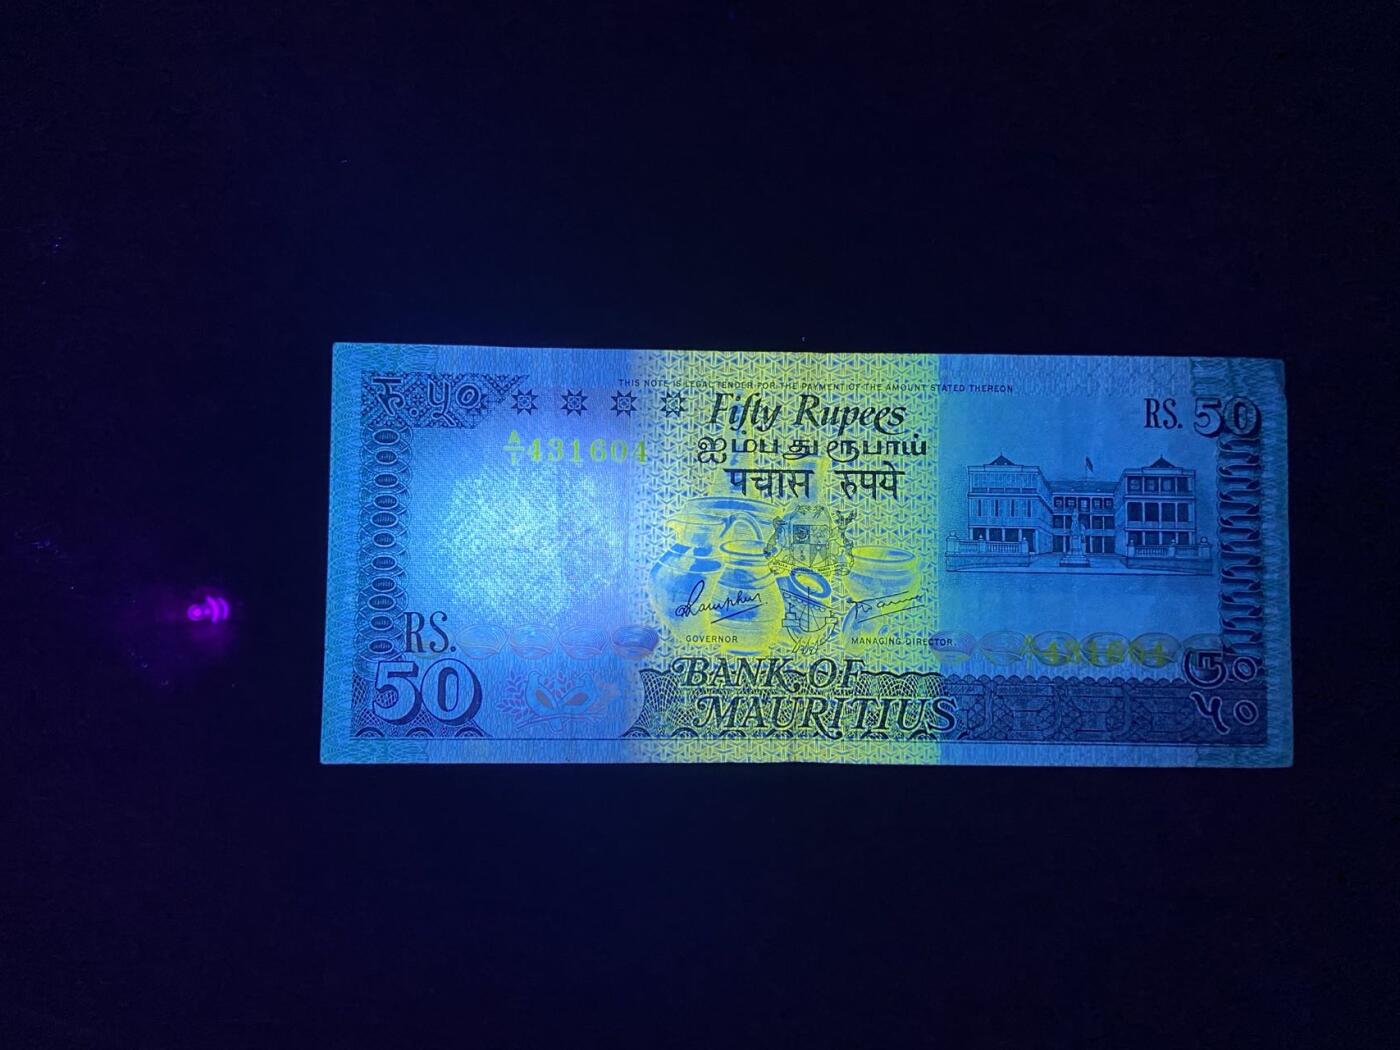 THIS NOTE IS LEGAL TENDER FOR THE PAYMENT OF THE AMOUNT STATED THEREON
रु.५०
Fifty Rupees
RS. 50
A/1 431604
ஐம்பது ரூபாய்
पचास रुपये
RS.
50
GOVERNOR
MANAGING DIRECTOR
A/1 431604
BANK OF
MAURITIUS
௫૦
५०